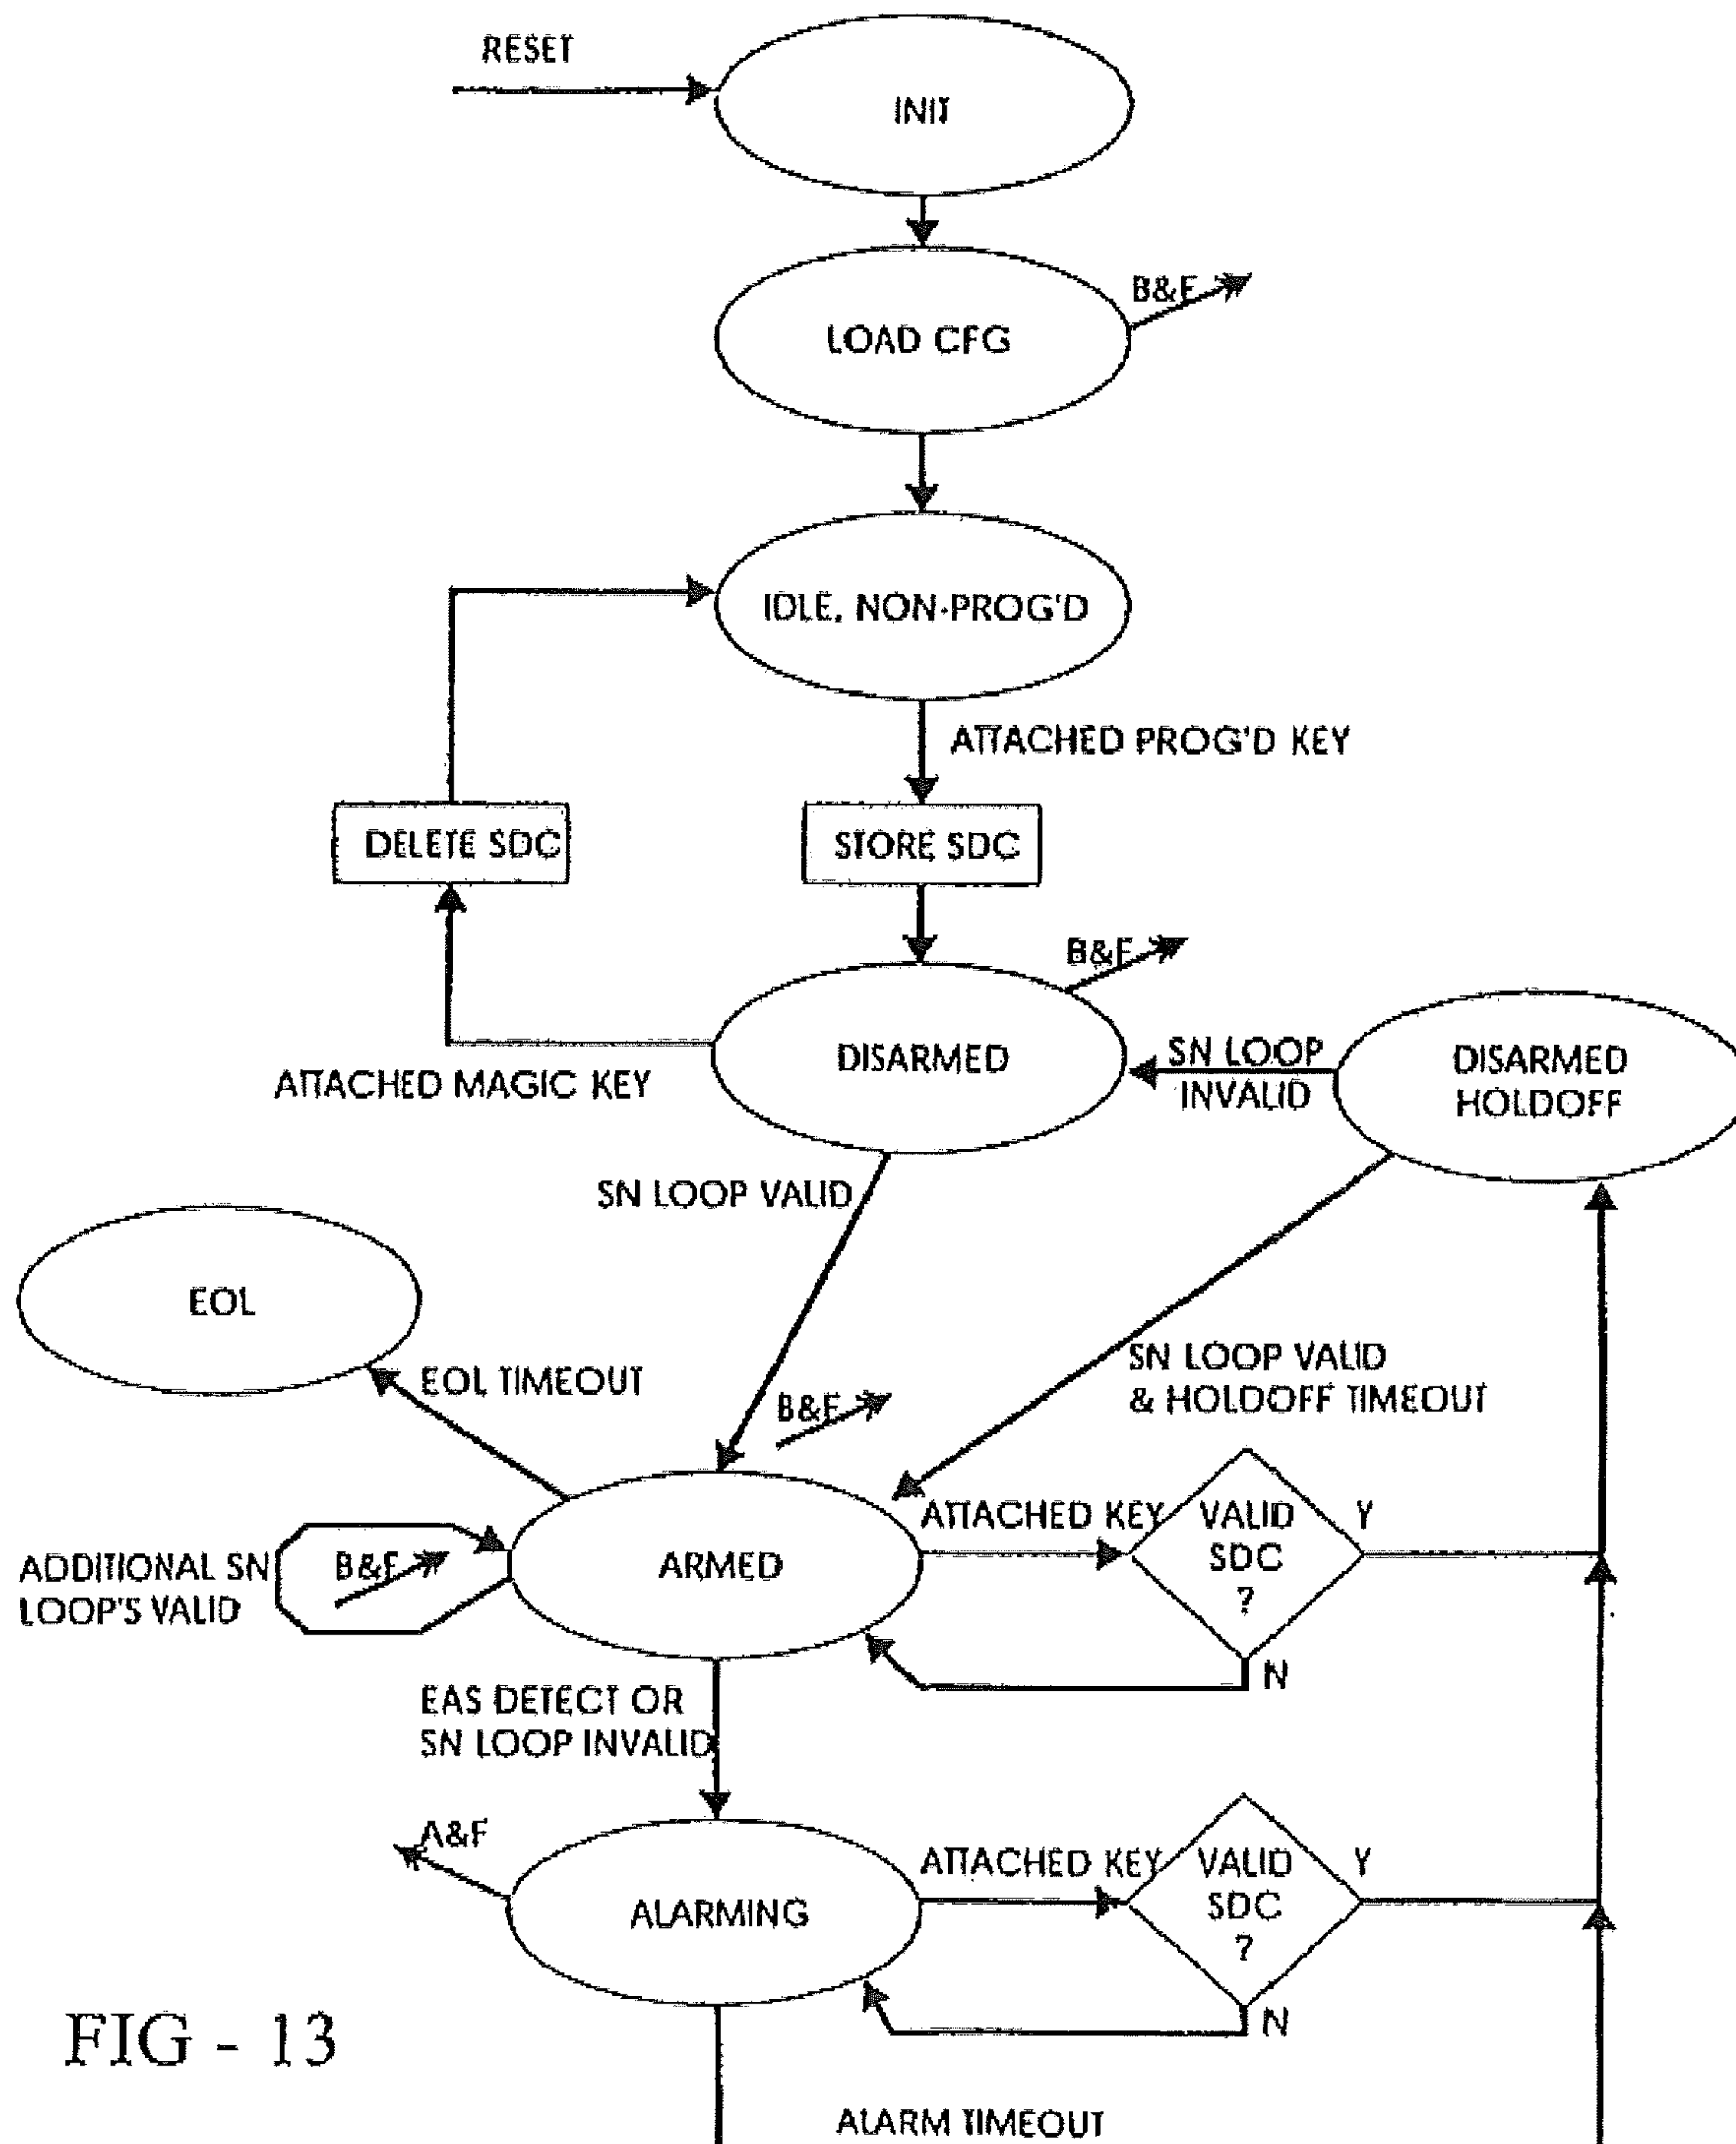 RESET
INIT
B&F
LOAD CFG
IDLE, NON-PROG'D
ATTACHED PROG'D KEY
DELETE SDC
STORE SDC
B&F
DISARMED
SN LOOP
INVALID
DISARMED
HOLDOFF
ATTACHED MAGIC KEY
SN LOOP VALID
EOL
EOL TIMEOUT
SN LOOP VALID
& HOLDOFF TIMEOUT
B&F
ADDITIONAL SN
LOOP'S VALID
B&F
ARMED
ATTACHED KEY
VALID
SDC
?
Y
N
EAS DETECT OR
SN LOOP INVALID
A&F
ALARMING
ATTACHED KEY
VALID
SDC
?
Y
N
FIG - 13
ALARM TIMEOUT